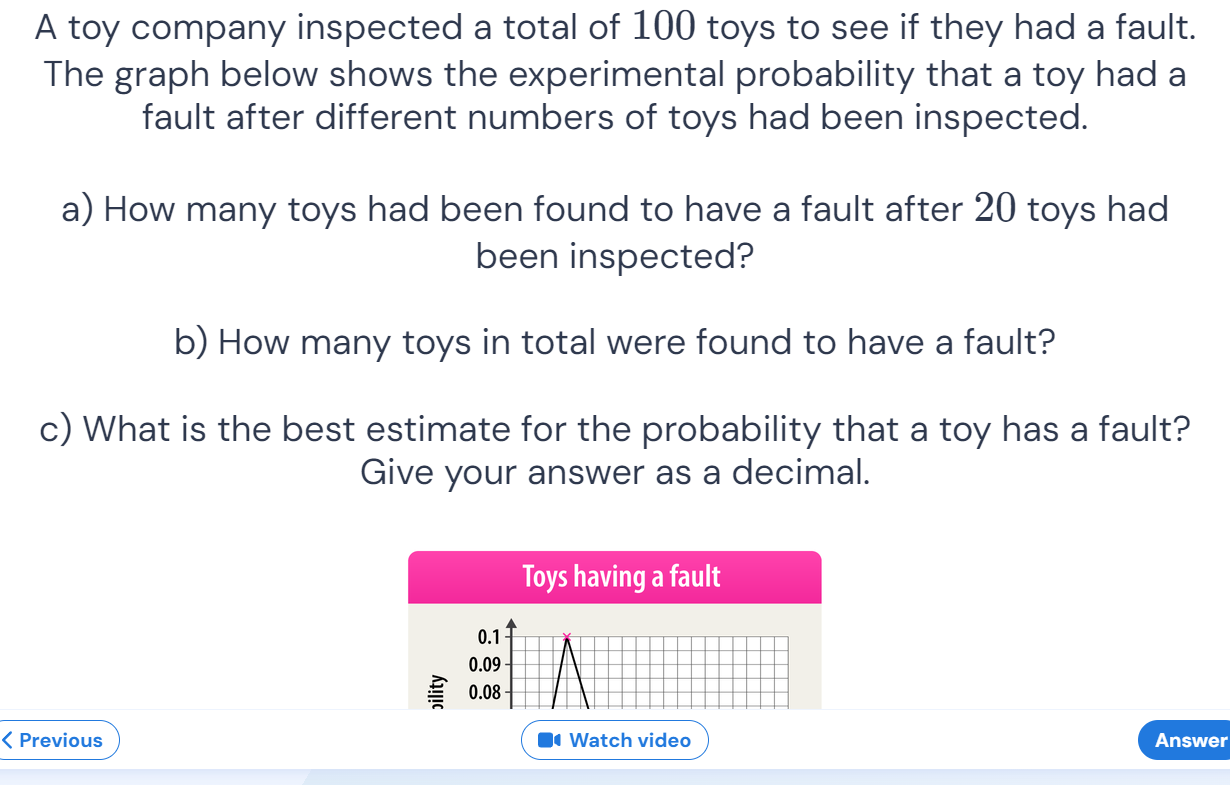 A toy company inspected a total of 100 toys to see if they had a fault.
The graph below shows the experimental probability that a toy had a
fault after different numbers of toys had been inspected.
a) How many toys had been found to have a fault after 20 toys had
been inspected?
b) How many toys in total were found to have a fault?
c) What is the best estimate for the probability that a toy has a fault?
Give your answer as a decimal.
Toys having a fault
0.1
0.09
0.08
bility
Previous
Watch video
Answer